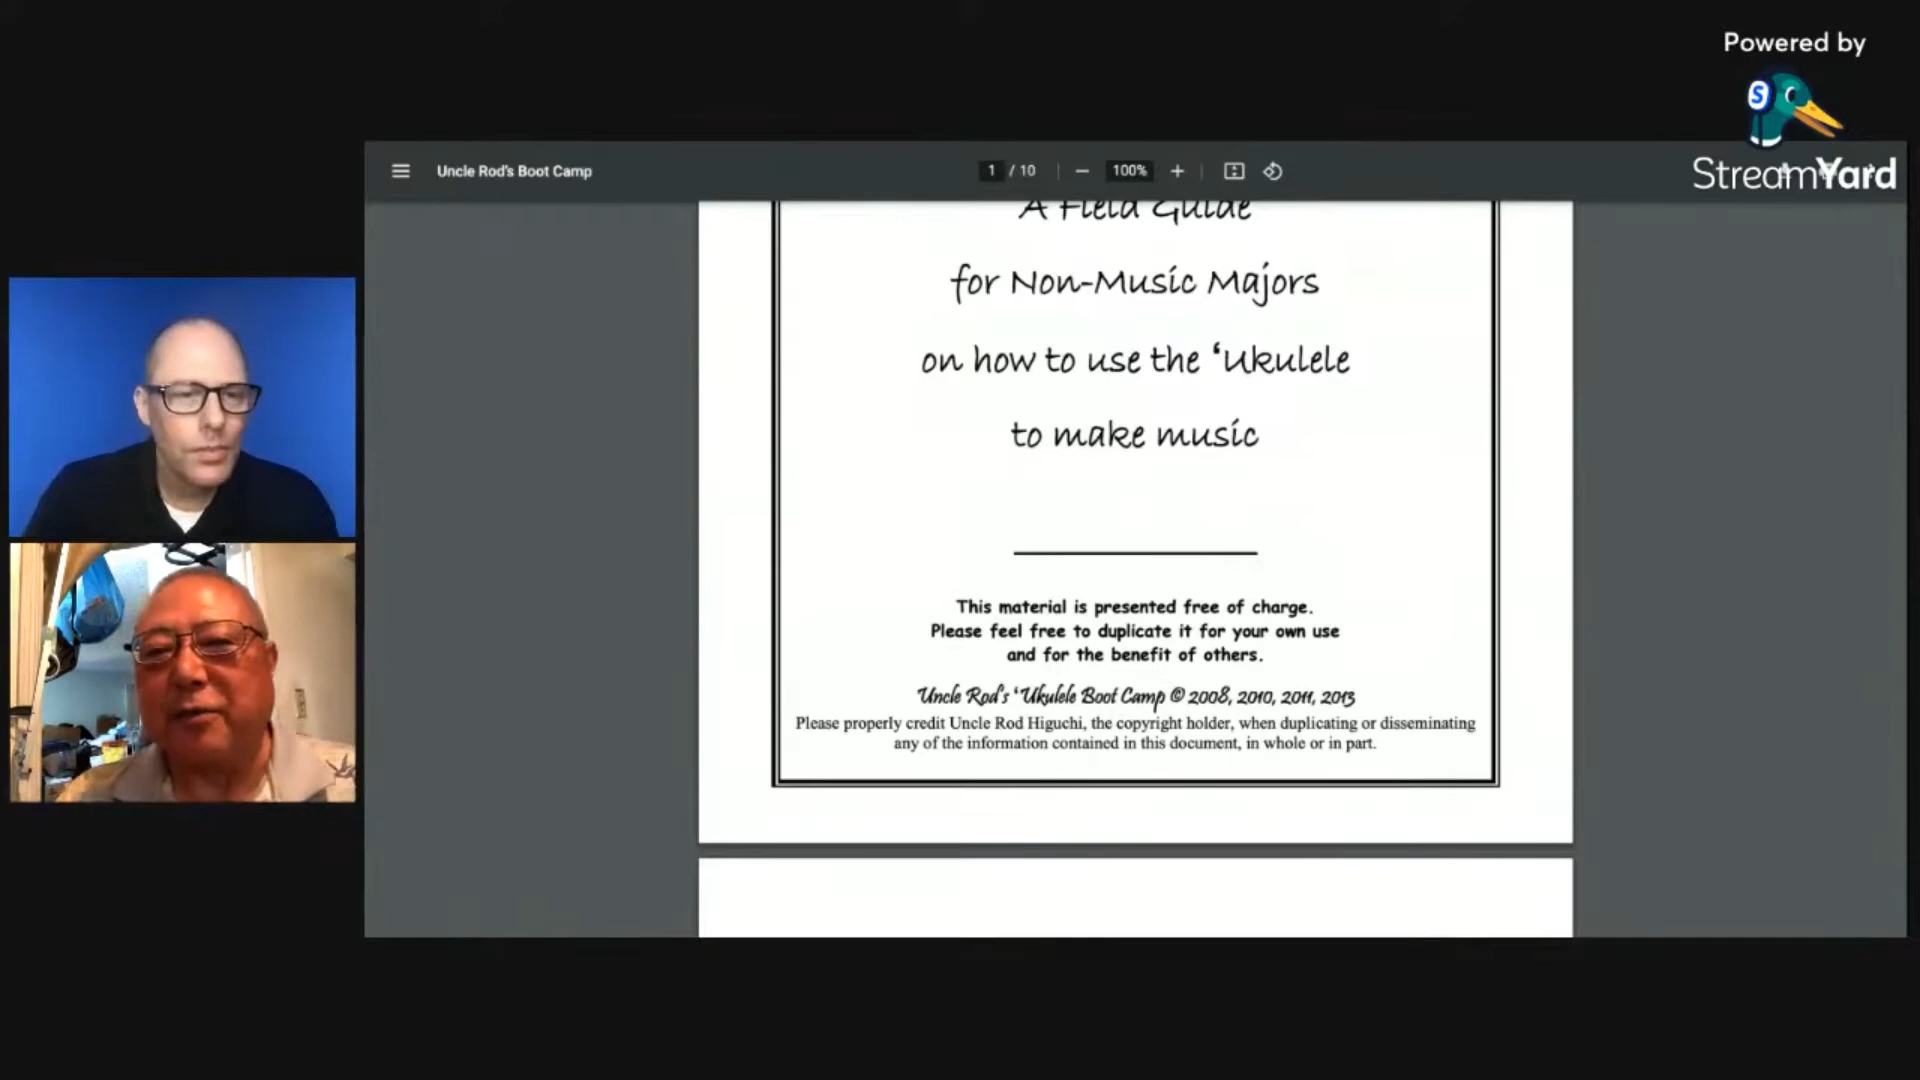 Powered by
StreamYard
Uncle Rod's Boot Camp
1 / 10
100%
A Field Guide
for Non-Music Majors
on how to use the ‘Ukulele
to make music
This material is presented free of charge.
Please feel free to duplicate it for your own use
and for the benefit of others.
Uncle Rod's ‘Ukulele Boot Camp © 2008, 2010, 2011, 2013
Please properly credit Uncle Rod Higuchi, the copyright holder, when duplicating or disseminating
any of the information contained in this document, in whole or in part.